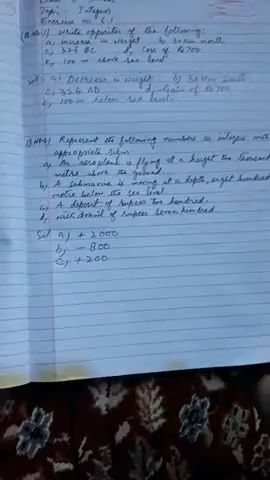 Topic - Integers
Exercise no 6.1
Q No 1) Write opposites of the following:
a) Increase in weight b) 30 km north
c) 326 BC d) Loss of Rs 700
e) 100 m above sea level
Sol - a) Decrease in weight b) 30 km South
c) 326 AD d) Gain of Rs 700
e) 100 m below sea level.
Represent the following numbers as integers with
appropriate signs.
a) An aeroplane is flying at a height two thousand
metre above the ground.
b) A submarine is moving at a depth, eight hundred
metre below the sea level
c) A deposit of rupees two hundred.
d) withdrawl of rupees seven hundred.
Sol a) + 2000
b) - 800
c) + 200